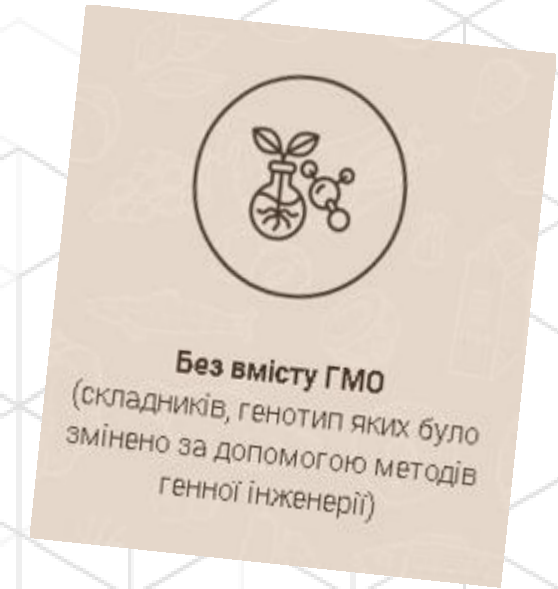 Без вмісту ГМО
(складників, генотип яких було
змінено за допомогою методів
генної інженерії)